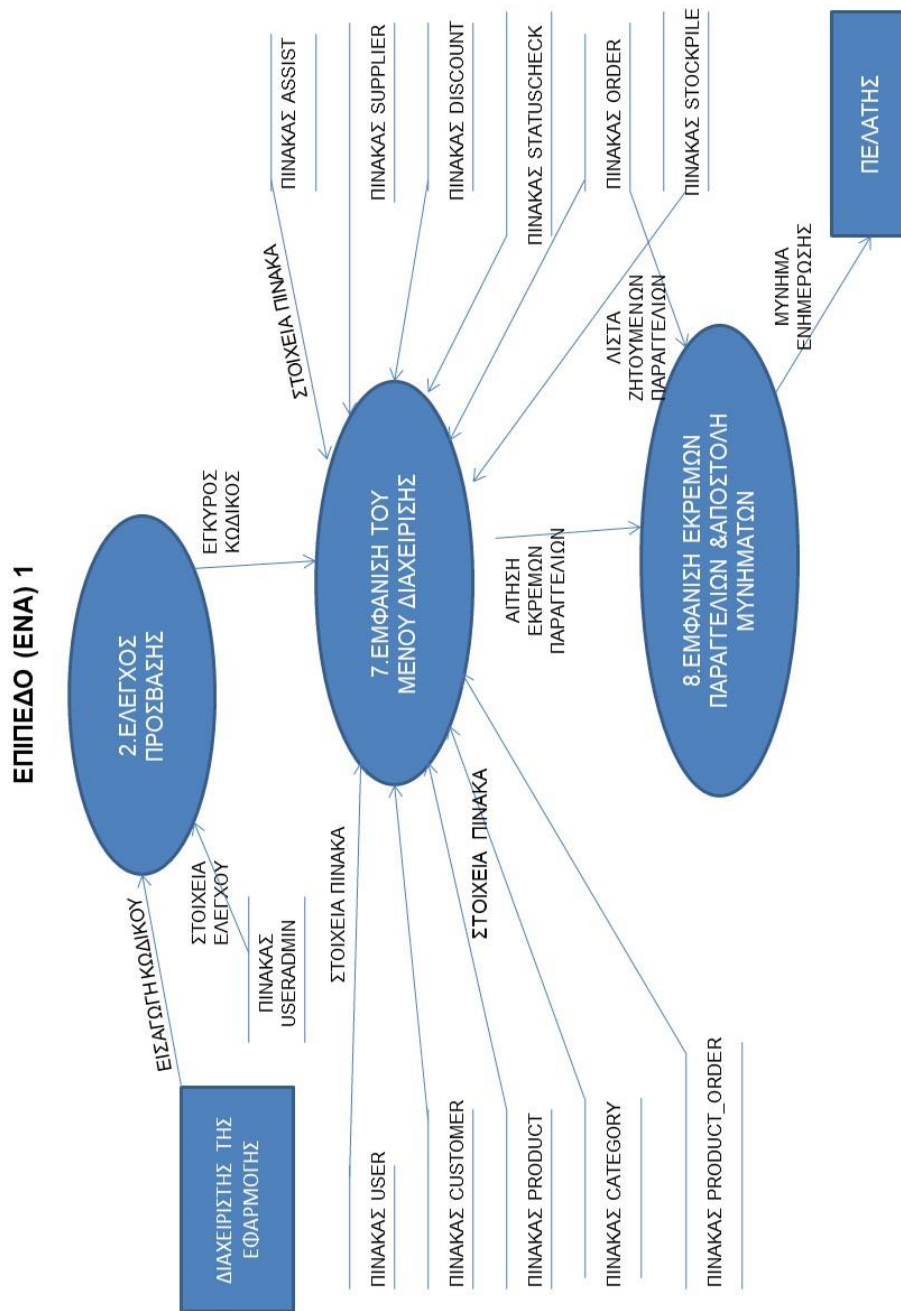 ΕΠΙΠΕΔΟ (ΕΝΑ) 1
ΔΙΑΧΕΙΡΙΣΤΗΣ ΤΗΣ
ΕΦΑΡΜΟΓΗΣ
ΕΙΣΑΓΩΓΗ ΚΩΔΙΚΟΥ
2.ΕΛΕΓΧΟΣ
ΠΡΟΣΒΑΣΗΣ
ΣΤΟΙΧΕΙΑ
ΕΛΕΓΧΟΥ
ΠΙΝΑΚΑΣ
USERADMIN
ΕΓΚΥΡΟΣ
ΚΩΔΙΚΟΣ
ΣΤΟΙΧΕΙΑ ΠΙΝΑΚΑ
ΠΙΝΑΚΑΣ USER
ΠΙΝΑΚΑΣ CUSTOMER
ΠΙΝΑΚΑΣ PRODUCT
ΠΙΝΑΚΑΣ CATEGORY
ΠΙΝΑΚΑΣ PRODUCT_ORDER
ΣΤΟΙΧΕΙΑ ΠΙΝΑΚΑ
7.ΕΜΦΑΝΙΣΗ ΤΟΥ
ΜΕΝΟΥ ΔΙΑΧΕΙΡΙΣΗΣ
ΣΤΟΙΧΕΙΑ ΠΙΝΑΚΑ
ΠΙΝΑΚΑΣ ASSIST
ΠΙΝΑΚΑΣ SUPPLIER
ΠΙΝΑΚΑΣ DISCOUNT
ΠΙΝΑΚΑΣ STATUSCHECK
ΠΙΝΑΚΑΣ ORDER
ΠΙΝΑΚΑΣ STOCKPILE
ΑΙΤΗΣΗ
ΕΚΡΕΜΩΝ
ΠΑΡΑΓΓΕΛΙΩΝ
ΛΙΣΤΑ
ΖΗΤΟΥΜΕΝΩΝ
ΠΑΡΑΓΓΕΛΙΩΝ
8.ΕΜΦΑΝΙΣΗ ΕΚΡΕΜΩΝ
ΠΑΡΑΓΓΕΛΙΩΝ &ΑΠΟΣΤΟΛΗ
ΜΥΝΗΜΑΤΩΝ
ΜΥΝΗΜΑ
ΕΝΗΜΕΡΩΣΗΣ
ΠΕΛΑΤΗΣ